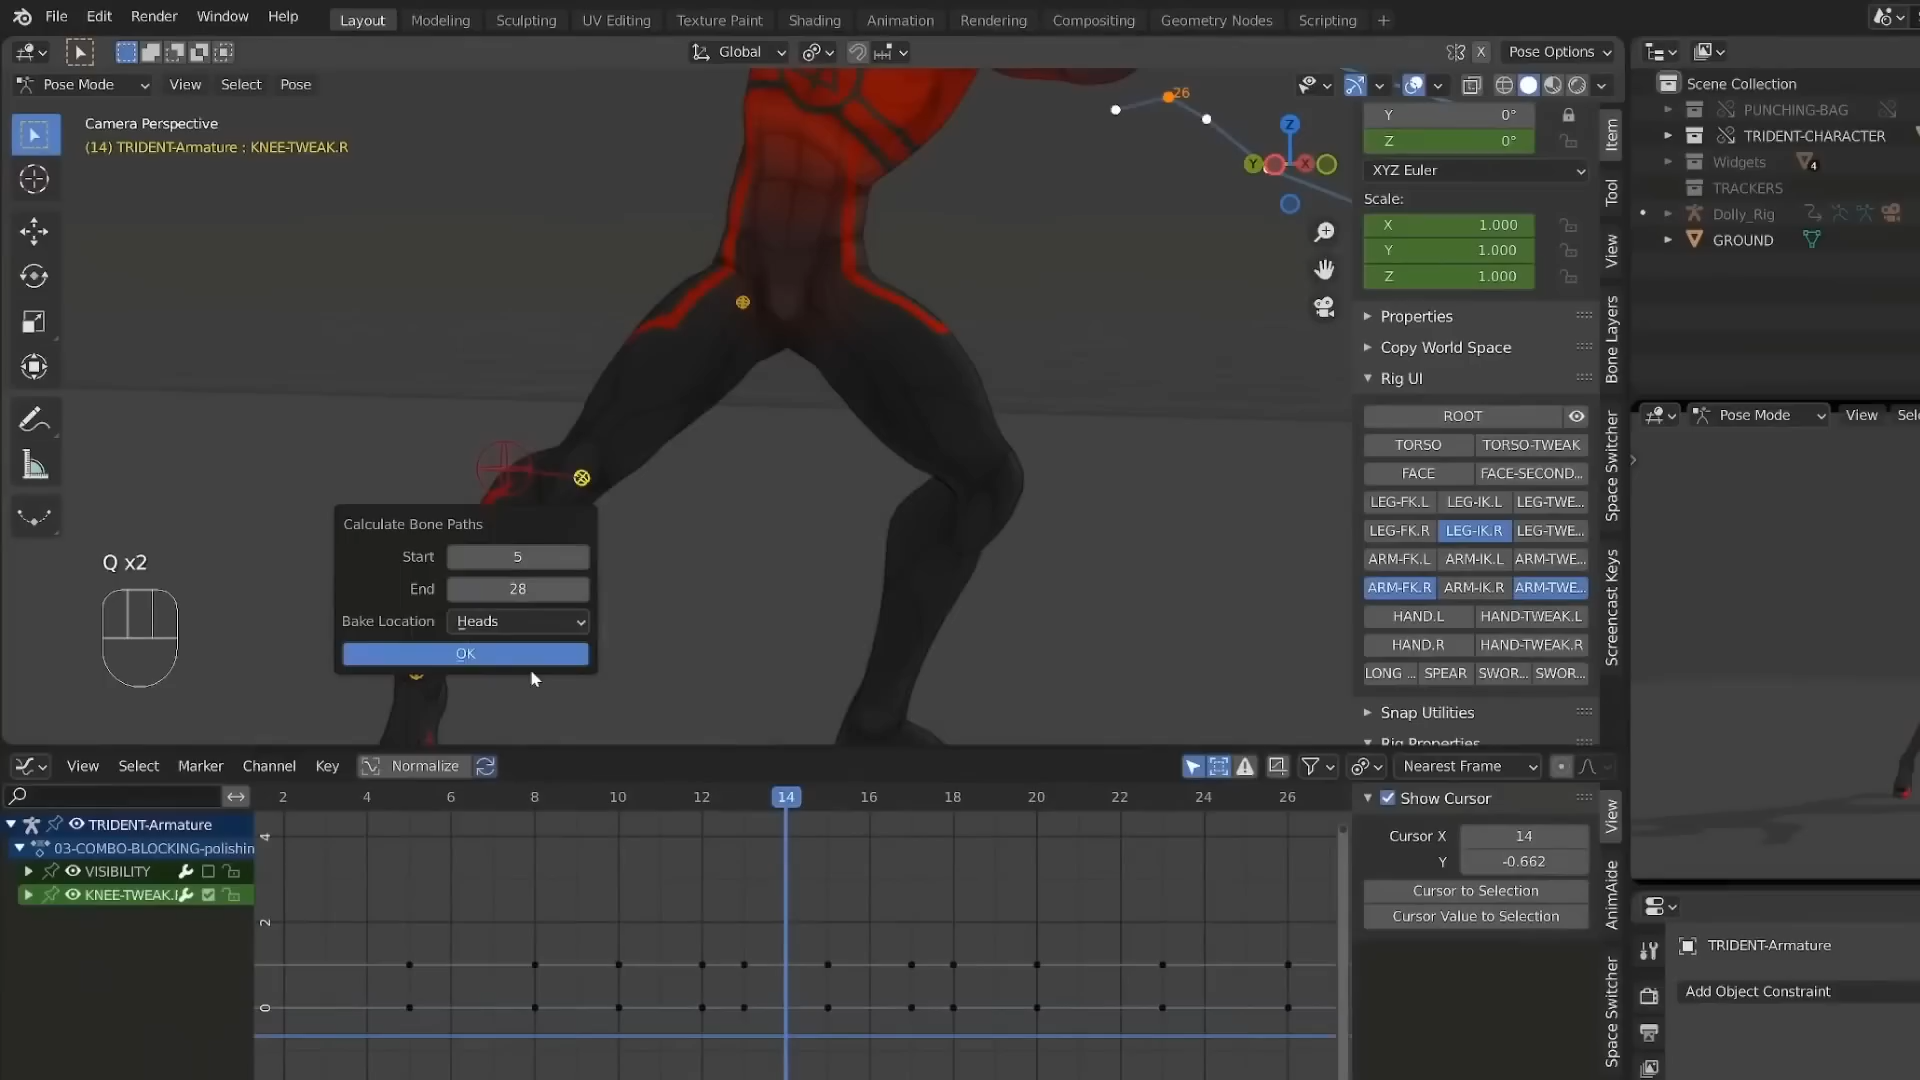 File Edit Render Window Help Layout Modeling Sculpting UV Editing Texture Paint Shading Animation Rendering Compositing Geometry Nodes Scripting
Global X Pose Options
Pose Mode View Select Pose
Camera Perspective
(14) TRIDENT-Armature : KNEE-TWEAK.R
26
Z
Y X
Y 0°
Z 0°
XYZ Euler
Scale:
X 1.000
Y 1.000
Z 1.000
Properties
Copy World Space
Rig UI
ROOT
TORSO TORSO-TWEAK
FACE FACE-SECOND...
LEG-FK.L LEG-IK.L LEG-TWE...
LEG-FK.R LEG-IK.R LEG-TWE...
ARM-FK.L ARM-IK.L ARM-TWE...
ARM-FK.R ARM-IK.R ARM-TWE...
HAND.L HAND-TWEAK.L
HAND.R HAND-TWEAK.R
LONG ... SPEAR SWOR... SWOR...
Snap Utilities
Rig Properties
Item
Tool
View
Bone Layers
Space Switcher
Screencast Keys
Scene Collection
PUNCHING-BAG
TRIDENT-CHARACTER
Widgets 4
TRACKERS
Dolly_Rig
GROUND
Pose Mode View Sele
Calculate Bone Paths
Start 5
End 28
Bake Location Heads
OK
Q x2
View Select Marker Channel Key Normalize Nearest Frame
2 4 6 8 10 12 14 16 18 20 22 24 26
TRIDENT-Armature
03-COMBO-BLOCKING-polishin
VISIBILITY
KNEE-TWEAK.
4
2
0
Show Cursor
Cursor X 14
Y -0.662
Cursor to Selection
Cursor Value to Selection
View
AnimAide
Space Switcher
TRIDENT-Armature
Add Object Constraint